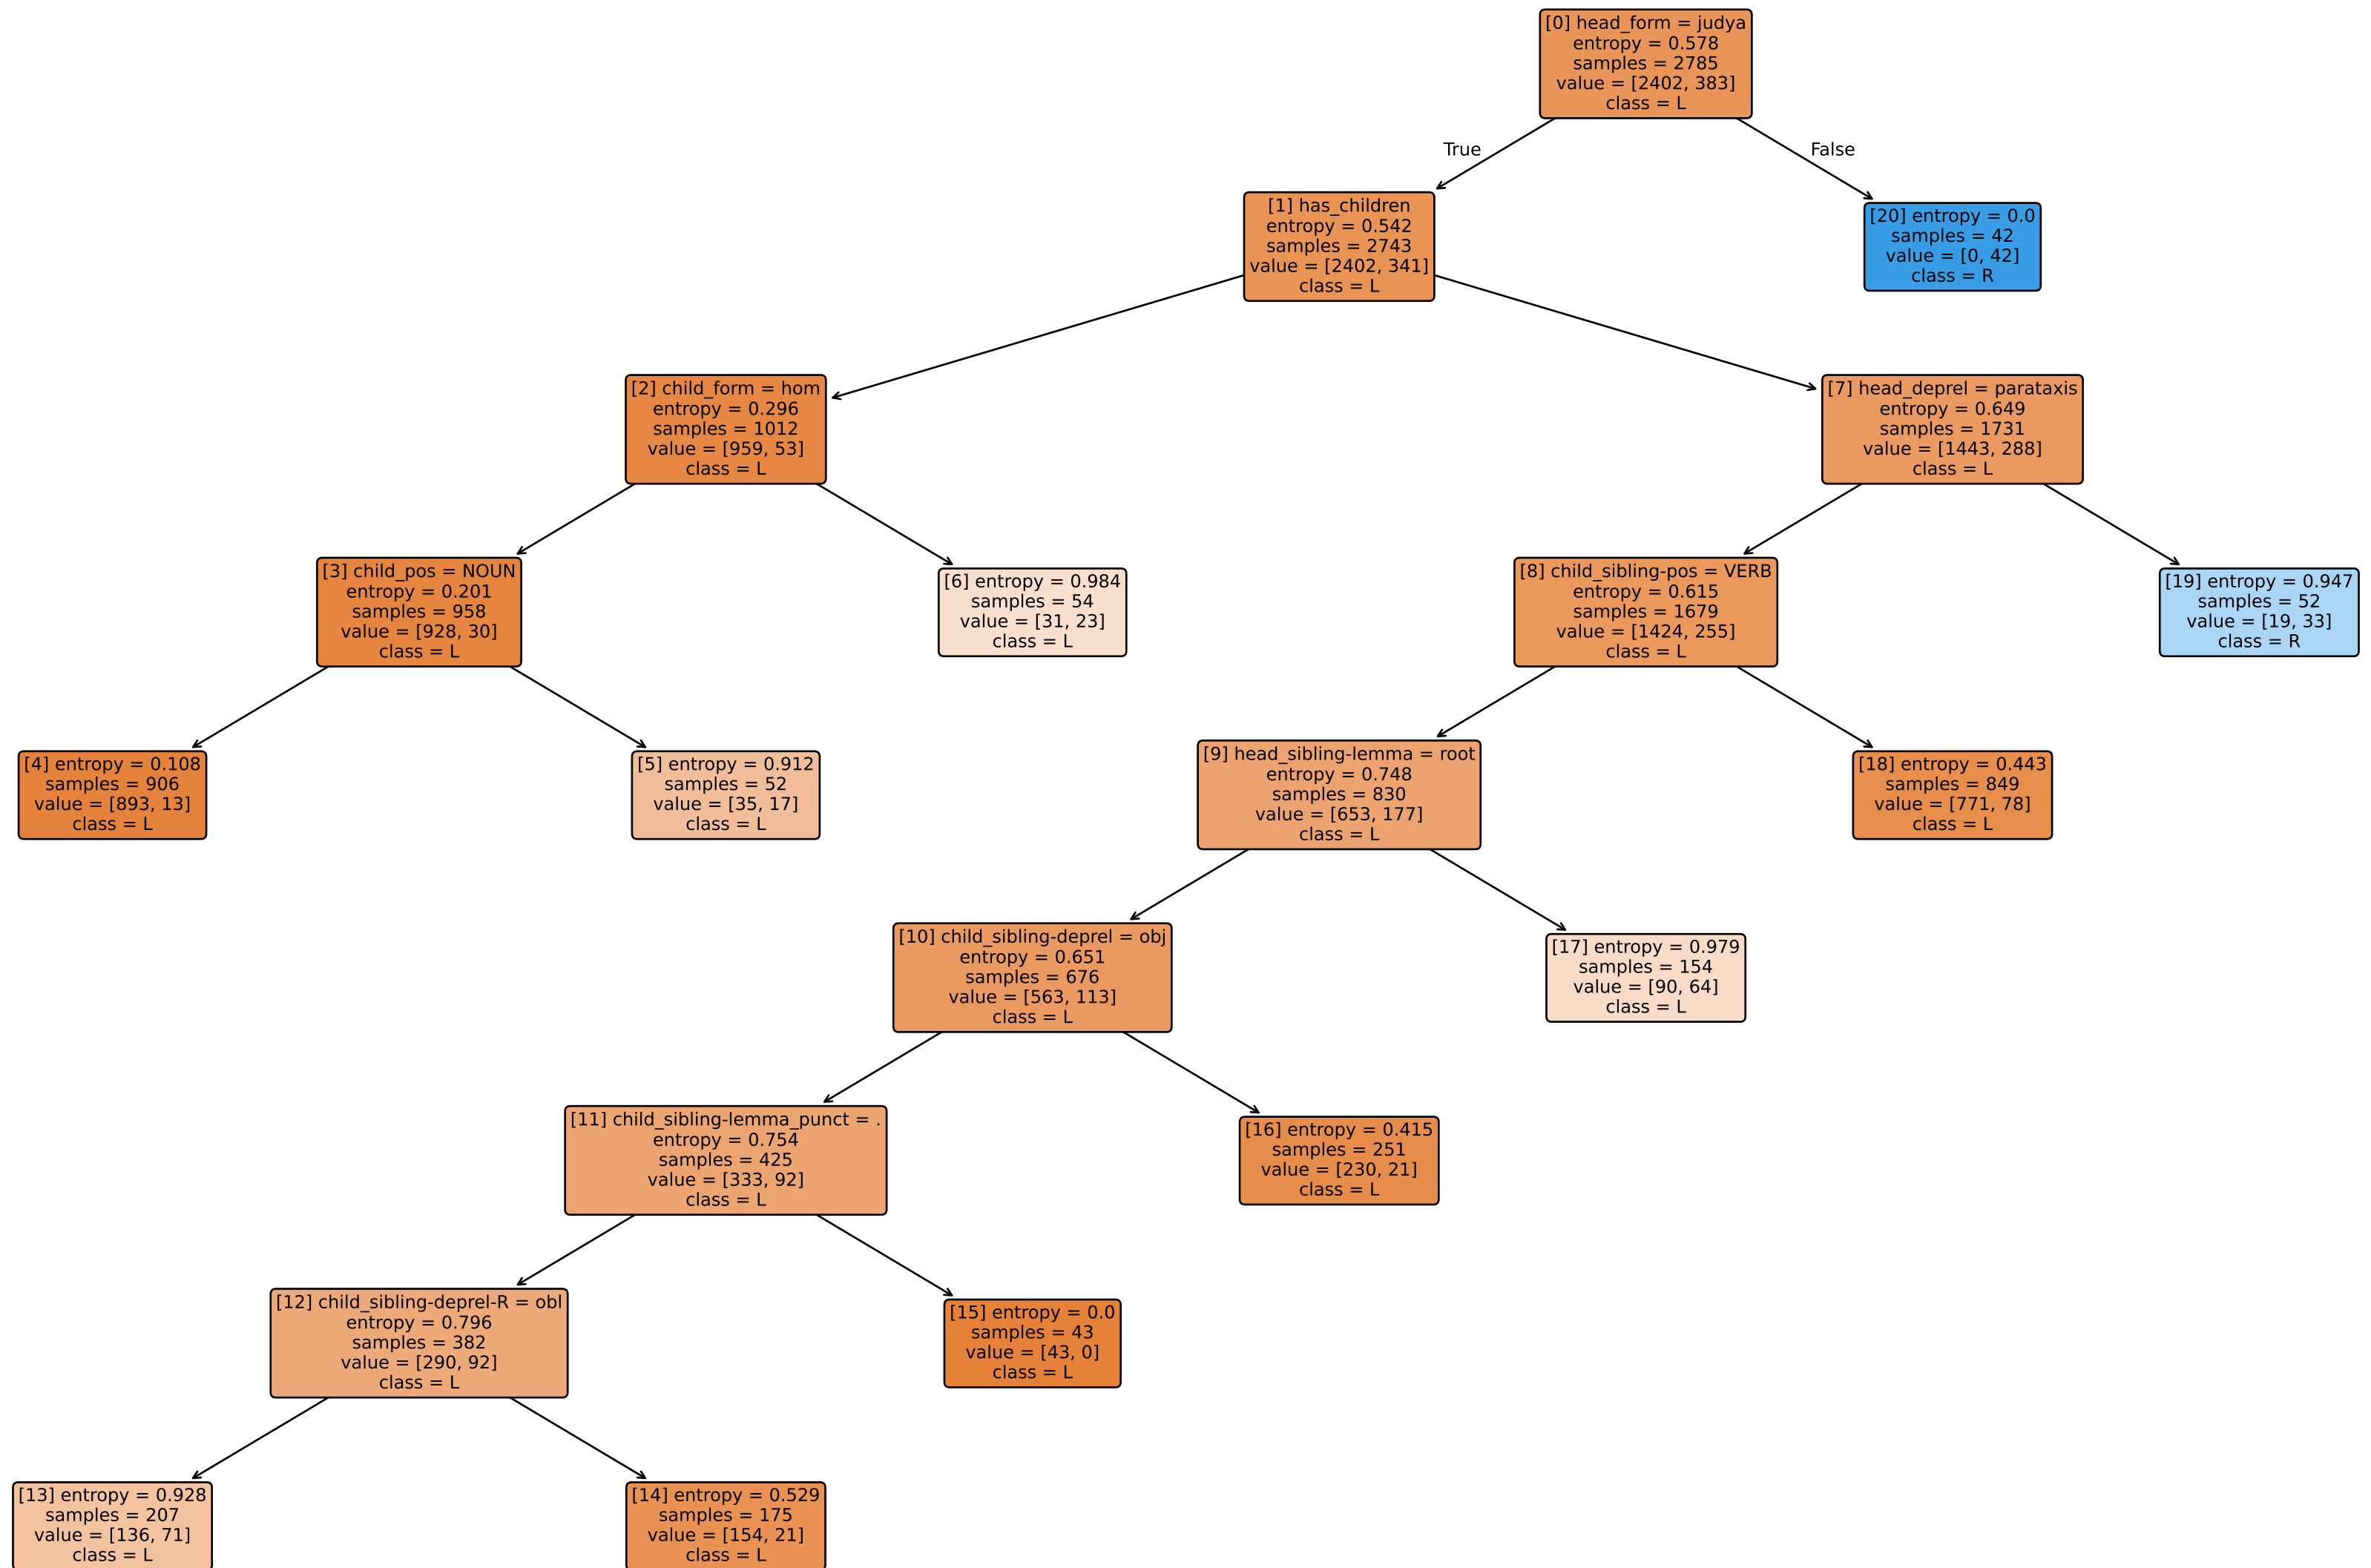 [0] head_form = judya
entropy = 0.578
samples = 2785
value = [2402, 383]
class = L
True
False
[1] has_children
entropy = 0.542
samples = 2743
value = [2402, 341]
class = L
[20] entropy = 0.0
samples = 42
value = [0, 42]
class = R
[2] child_form = hom
entropy = 0.296
samples = 1012
value = [959, 53]
class = L
[7] head_deprel = parataxis
entropy = 0.649
samples = 1731
value = [1443, 288]
class = L
[3] child_pos = NOUN
entropy = 0.201
samples = 958
value = [928, 30]
class = L
[6] entropy = 0.984
samples = 54
value = [31, 23]
class = L
[8] child_sibling-pos = VERB
entropy = 0.615
samples = 1679
value = [1424, 255]
class = L
[19] entropy = 0.947
samples = 52
value = [19, 33]
class = R
[4] entropy = 0.108
samples = 906
value = [893, 13]
class = L
[5] entropy = 0.912
samples = 52
value = [35, 17]
class = L
[9] head_sibling-lemma = root
entropy = 0.748
samples = 830
value = [653, 177]
class = L
[18] entropy = 0.443
samples = 849
value = [771, 78]
class = L
[10] child_sibling-deprel = obj
entropy = 0.651
samples = 676
value = [563, 113]
class = L
[17] entropy = 0.979
samples = 154
value = [90, 64]
class = L
[11] child_sibling-lemma_punct = .
entropy = 0.754
samples = 425
value = [333, 92]
class = L
[16] entropy = 0.415
samples = 251
value = [230, 21]
class = L
[12] child_sibling-deprel-R = obl
entropy = 0.796
samples = 382
value = [290, 92]
class = L
[15] entropy = 0.0
samples = 43
value = [43, 0]
class = L
[13] entropy = 0.928
samples = 207
value = [136, 71]
class = L
[14] entropy = 0.529
samples = 175
value = [154, 21]
class = L